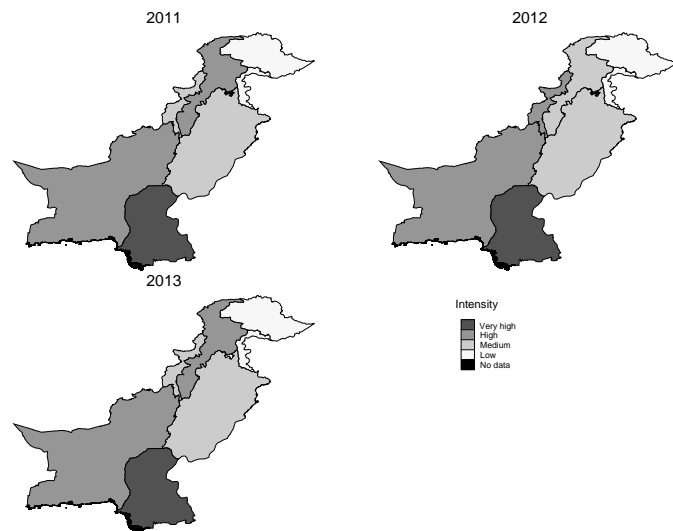 2011
2012
2013
Intensity
Very high
High
Medium
Low
No data